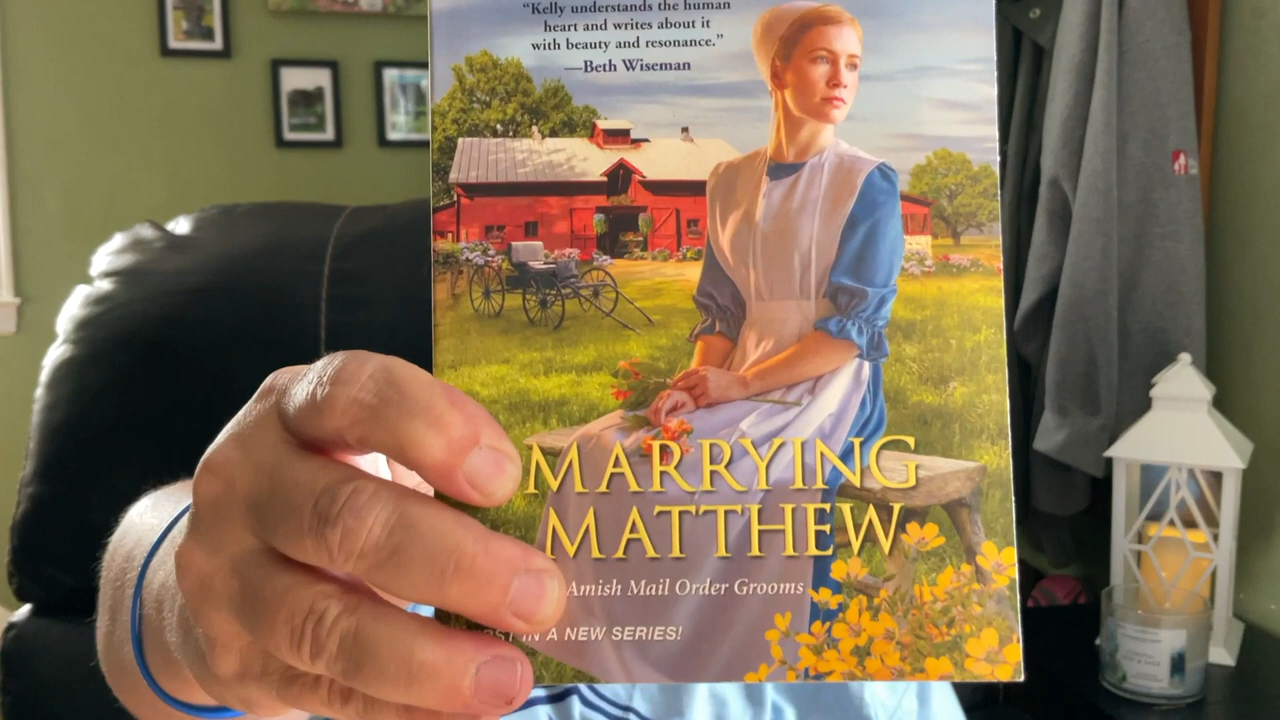 “Kelly understands the human
heart and writes about it
with beauty and resonance.”
—Beth Wiseman
MARRYING
MATTHEW
Amish Mail Order Grooms
IN A NEW SERIES!